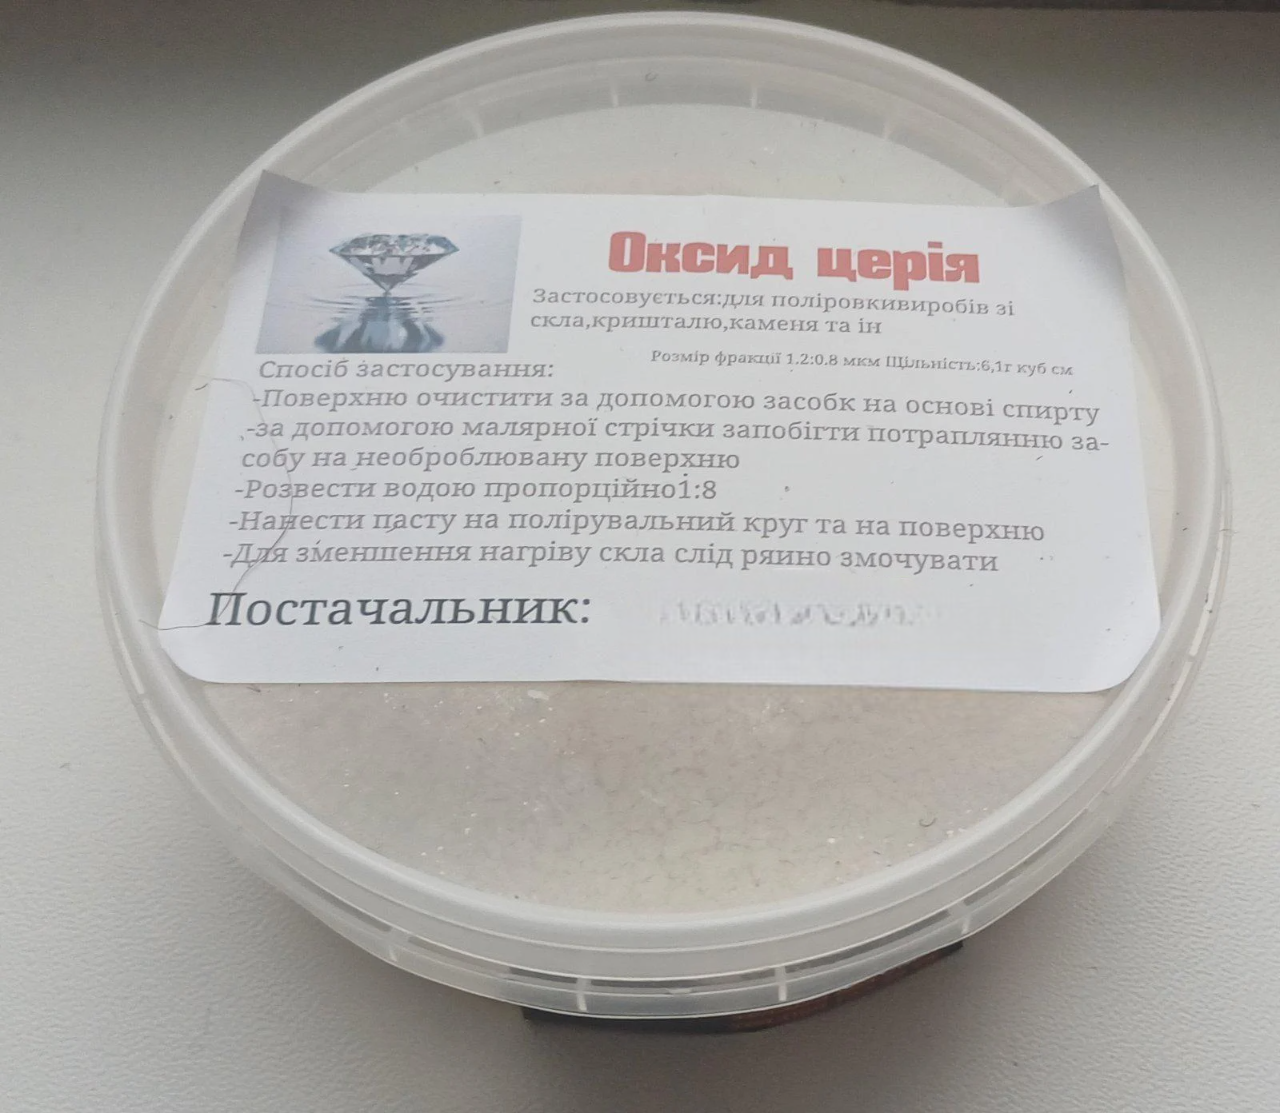 Оксид церія
Застосовується:для поліровкивиробів зі
скла,кришталю,каменя та ін
Розмір фракції 1.2:0.8 мкм Щільність:6,1г куб см
Спосіб застосування:
-Поверхню очистити за допомогою засобк на основі спирту
-за допомогою малярної стрічки запобігти потраплянню за-
собу на необроблювану поверхню
-Розвести водою пропорційно1:8
-Нанести пасту на полірувальний круг та на поверхню
-Для зменшення нагріву скла слід ряино змочувати
Постачальник: